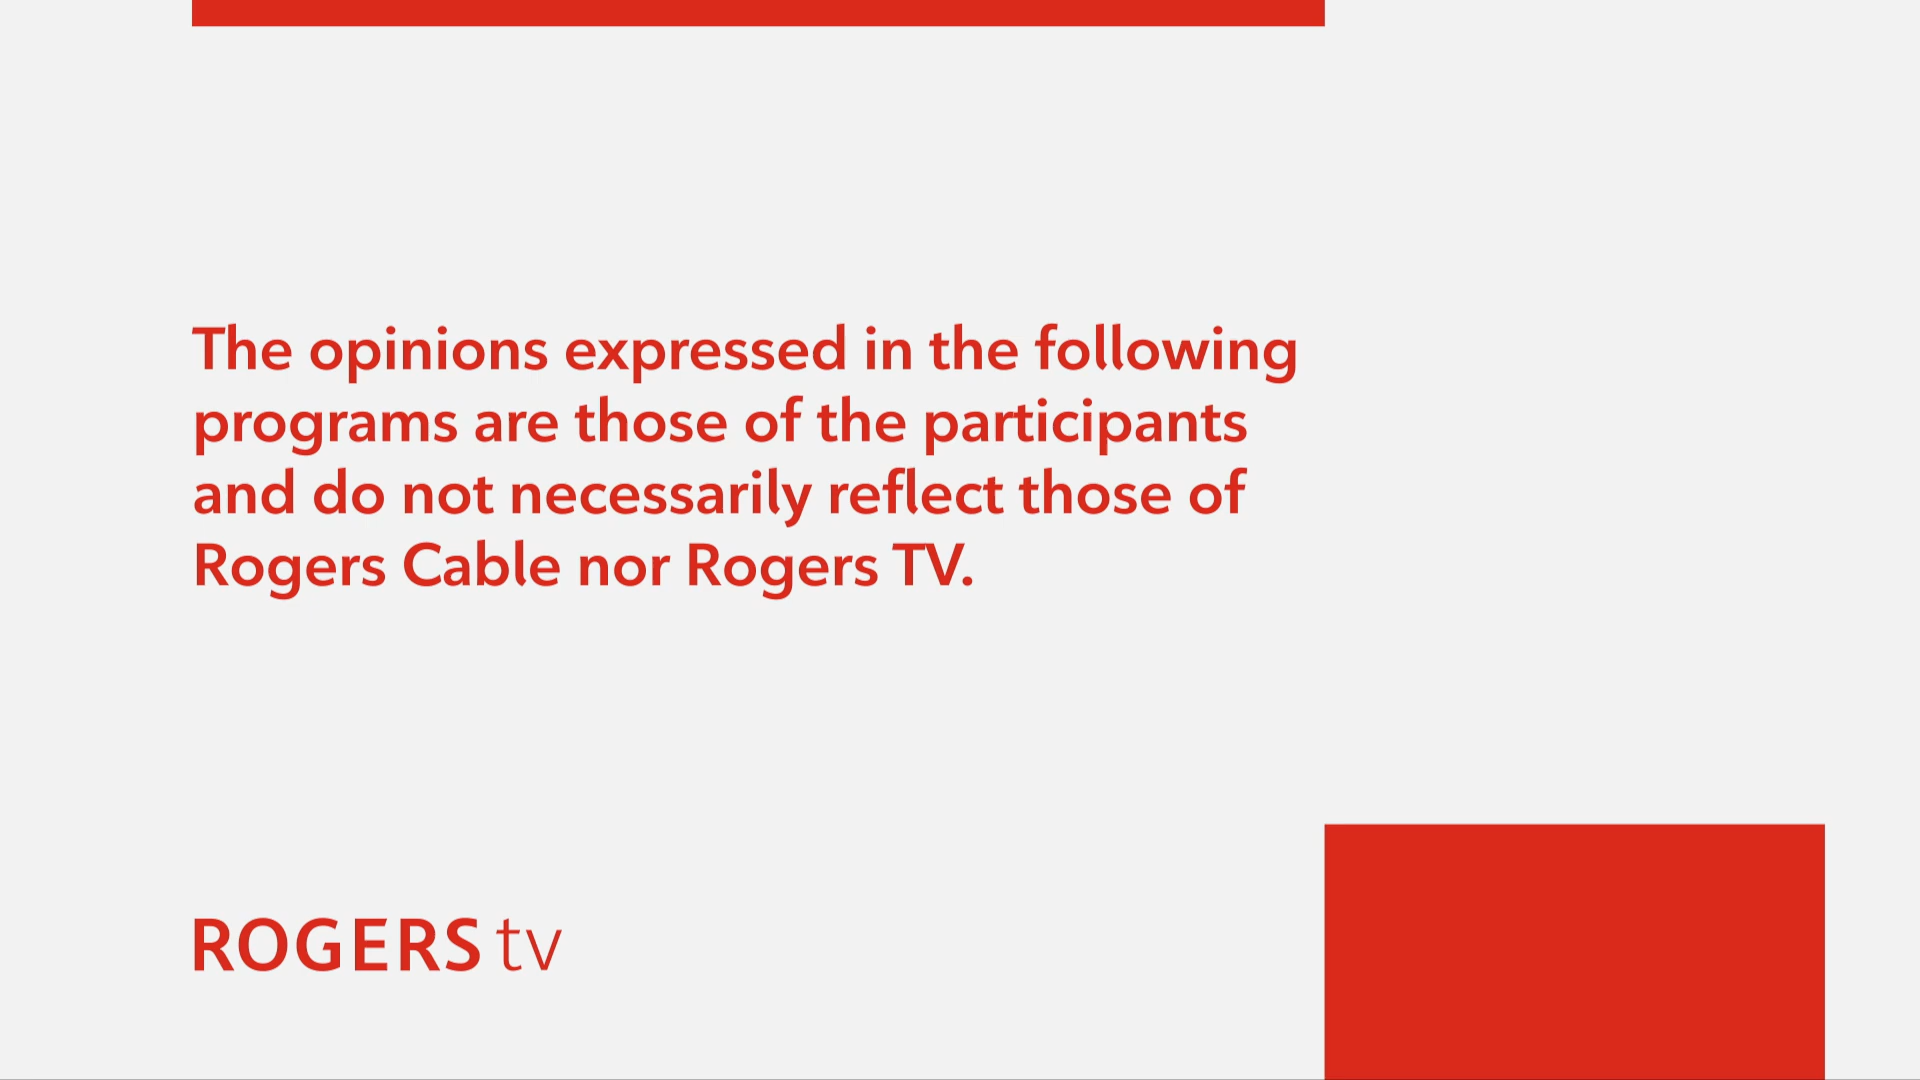 The opinions expressed in the following
programs are those of the participants
and do not necessarily reflect those of
Rogers Cable nor Rogers TV.
ROGERS tv